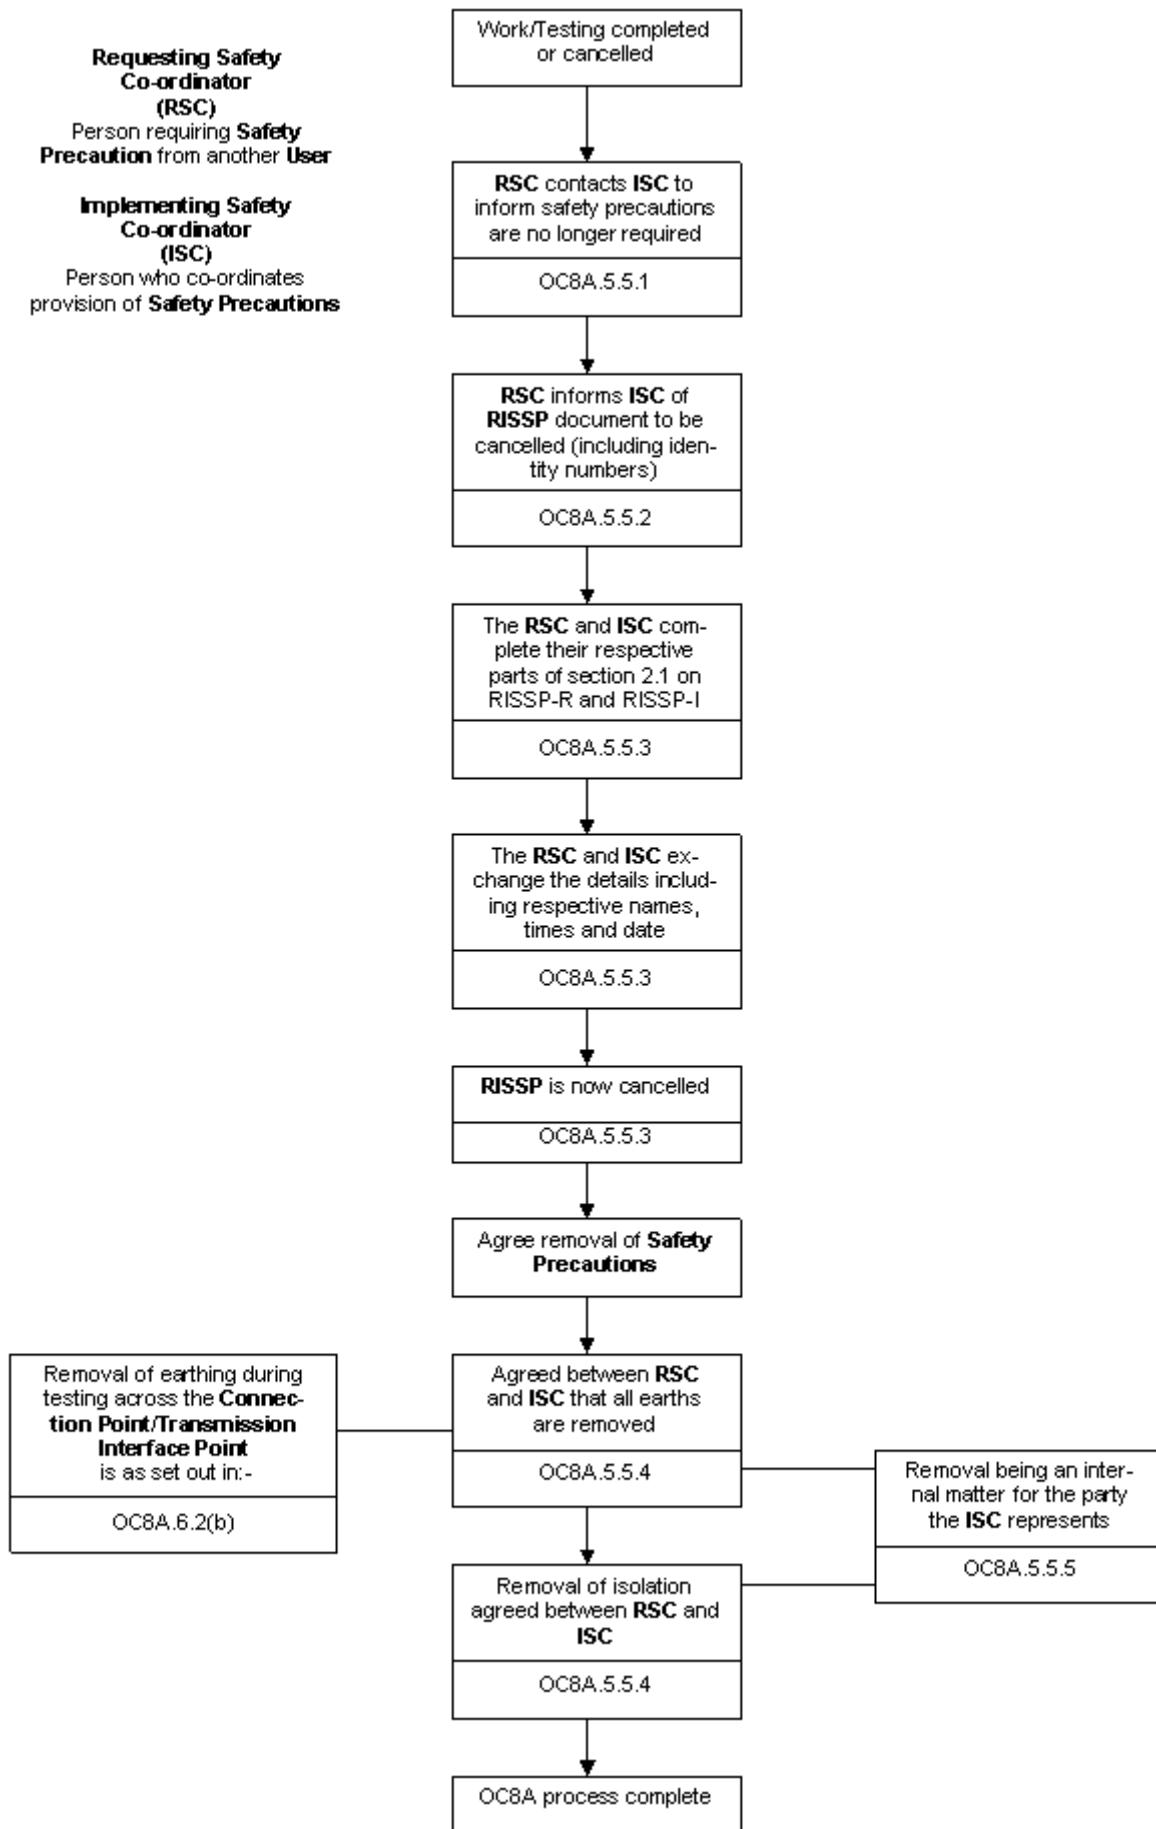 Requesting Safety
Co-ordinator
(RSC)
Person requiring Safety
Precaution from another User
Implementing Safety
Co-ordinator
(ISC)
Person who co-ordinates
provision of Safety Precautions
Work/Testing completed
or cancelled
RSC contacts ISC to
inform safety precautions
are no longer required
OC8A.5.5.1
RSC informs ISC of
RISSP document to be
cancelled (including iden-
tity numbers)
OC8A.5.5.2
The RSC and ISC com-
plete their respective
parts of section 2.1 on
RISSP-R and RISSP-I
OC8A.5.5.3
The RSC and ISC ex-
change the details includ-
ing respective names,
times and date
OC8A.5.5.3
RISSP is now cancelled
OC8A.5.5.3
Agree removal of Safety
Precautions
Removal of earthing during
testing across the Connec-
tion Point/Transmission
Interface Point
is as set out in:-
OC8A.6.2(b)
Agreed between RSC
and ISC that all earths
are removed
OC8A.5.5.4
Removal being an inter-
nal matter for the party
the ISC represents
OC8A.5.5.5
Removal of isolation
agreed between RSC and
ISC
OC8A.5.5.4
OC8A process complete